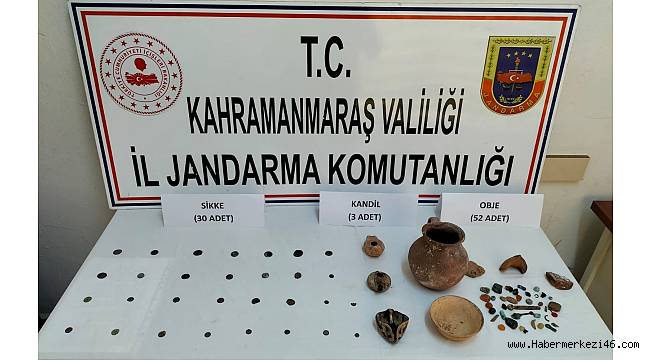 T.C.
KAHRAMANMARAŞ VALİLİĞİ
İL JANDARMA KOMUTANLIĞI
JANDARMA
SİKKE
(30 ADET)
KANDİL
(3 ADET)
OBJE
(52 ADET)
www.Habermerkezi46.com